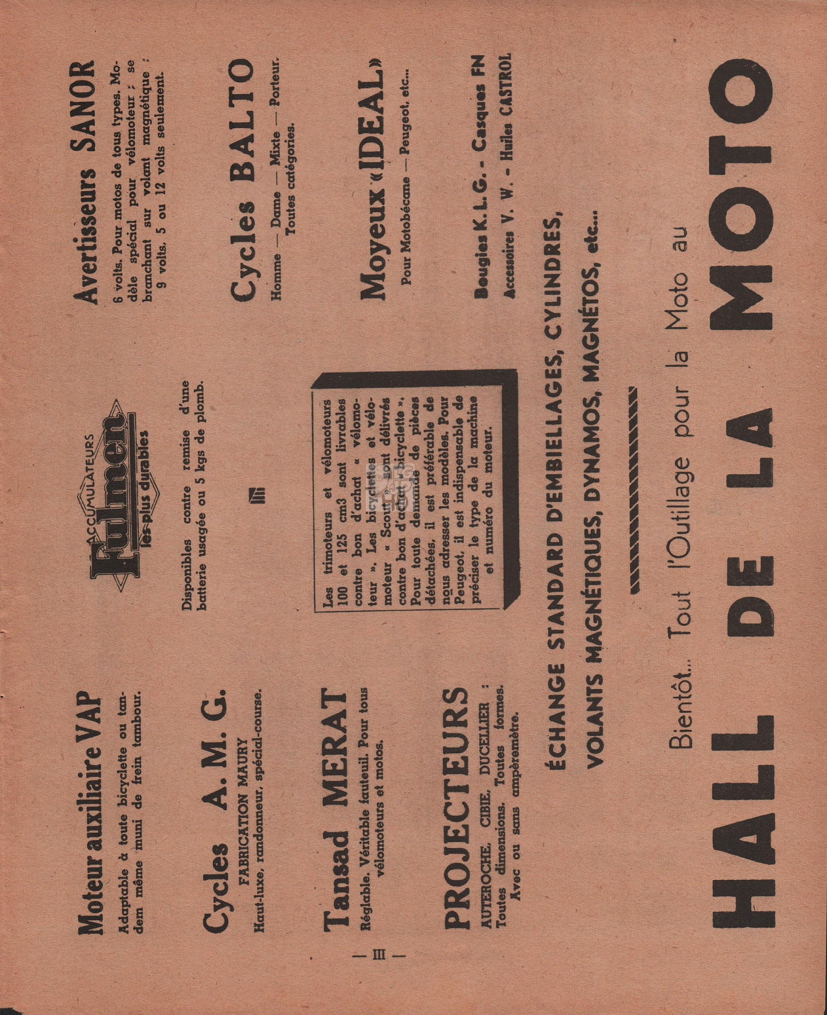 Moteur auxiliaire VAP
Adaptable à toute bicyclette ou tan-
dem même muni de frein tambour.
Cycles A. M. G.
FABRICATION MAURY
Haut-luxe, randonneur, spécial-course.
Tansad MERAT
Réglable. Véritable fauteuil. Pour tous
vélomoteurs et motos.
PROJECTEURS
AUTEROCHE, CIBIE, DUCELLIER :
Toutes dimensions. Toutes formes.
Avec ou sans ampèremètre.
ACCUMULATEURS
Fulmen
les plus durables
Disponibles contre remise d'une
batterie usagée ou 5 kgs de plomb.
Les trimoteurs et vélomoteurs
100 et 125 cm3 sont livrables
contre bon d'achat « vélomo-
teur ». Les bicyclettes et vélo-
moteur « Scout » sont délivrés
contre bon d'achat « bicyclette ».
Pour toute demande de pièces
détachées, il est préférable de
nous adresser les modèles. Pour
Peugeot, il est indispensable de
préciser le type de la machine
et numéro du moteur.
Avertisseurs SANOR
6 volts. Pour motos de tous types. Mo-
dèle spécial pour vélomoteur ; se
branchant sur volant magnétique :
9 volts. 5 ou 12 volts seulement.
Cycles BALTO
Homme — Dame — Mixte — Porteur.
Toutes catégories.
Moyeux «IDEAL»
Pour Motobécane — Peugeot, etc...
Bougies K. L. G. - Casques FN
Accessoires V. W. - Huiles CASTROL
ÉCHANGE STANDARD D'EMBIELLAGES, CYLINDRES,
VOLANTS MAGNÉTIQUES, DYNAMOS, MAGNÉTOS, etc...
Bientôt... Tout l'Outillage pour la Moto au
HALL DE LA MOTO
— III —